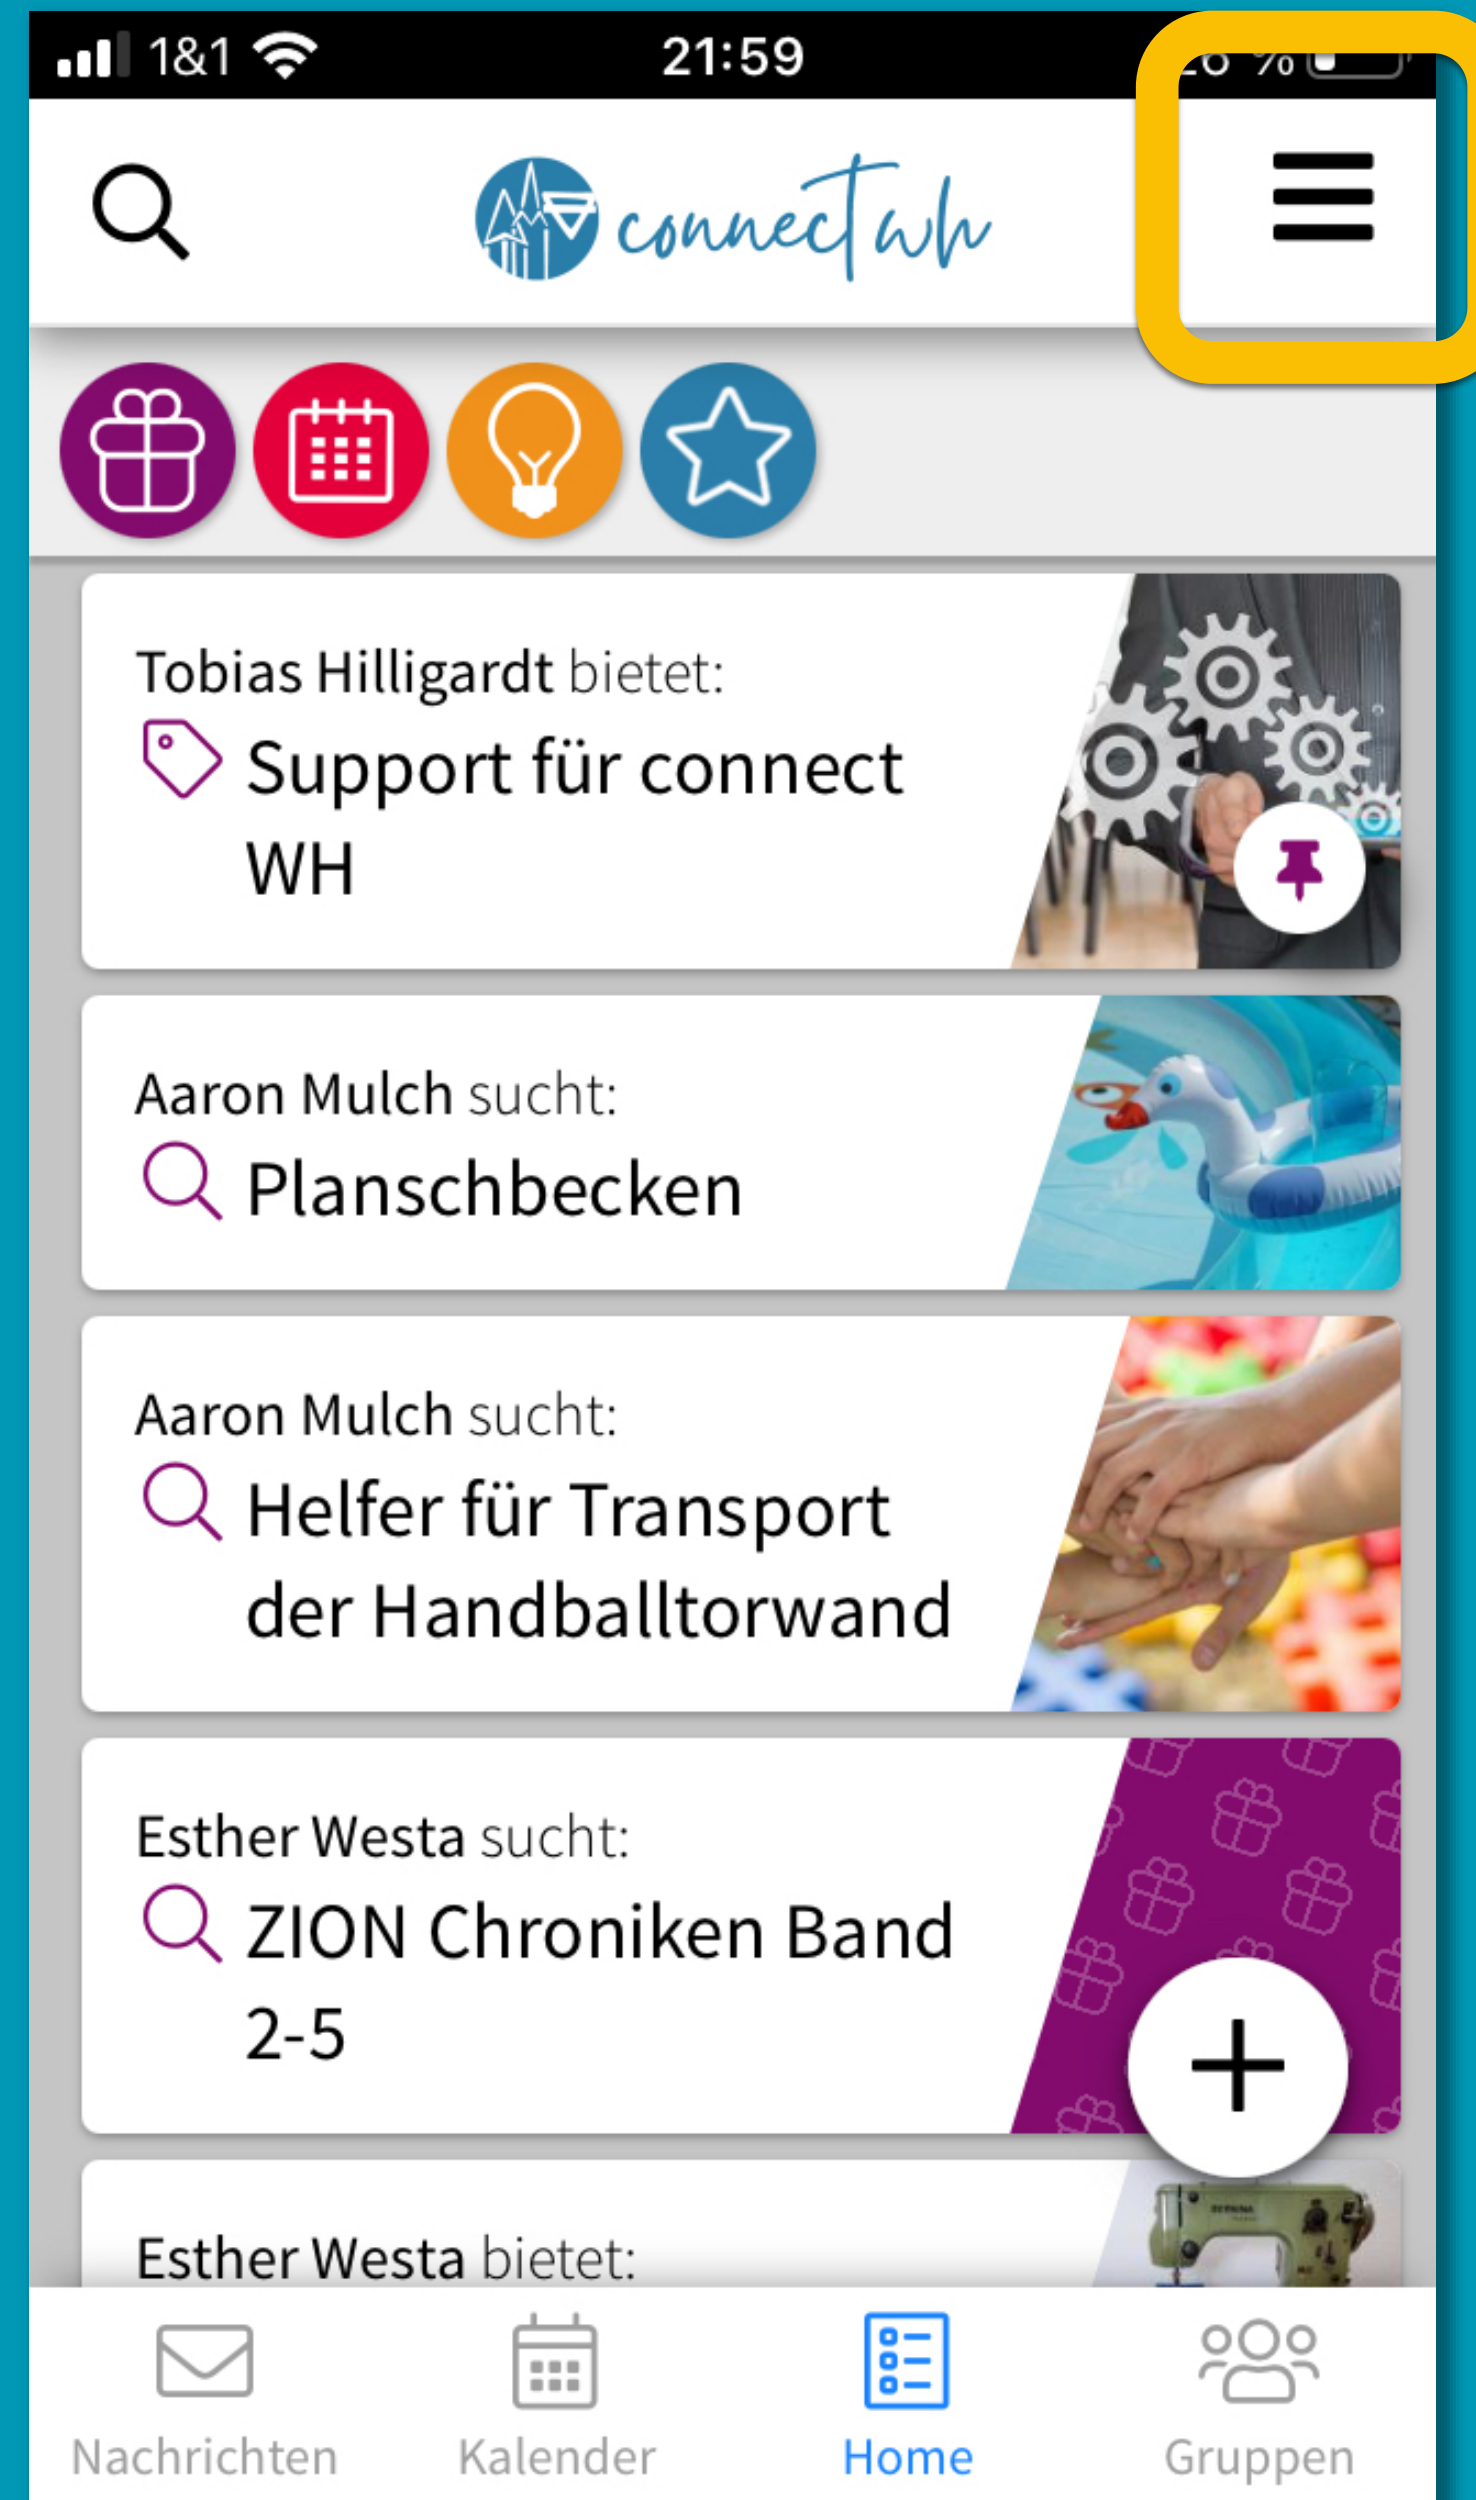 1&1
21:59
%
connect wh
Tobias Hilligardt bietet:
Support für connect
WH
Aaron Mulch sucht:
Planschbecken
Aaron Mulch sucht:
Helfer für Transport
der Handballtorwand
Esther Westa sucht:
ZION Chroniken Band
2-5
Esther Westa bietet:
BERNINA
Nachrichten
Kalender
Home
Gruppen